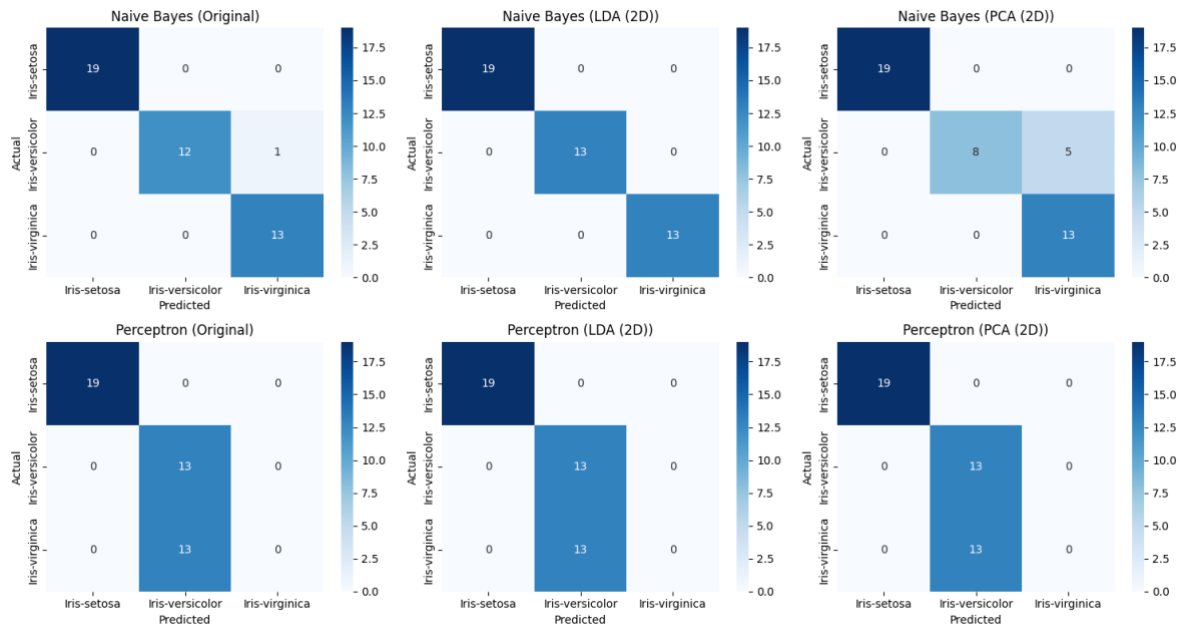 Naive Bayes (Original)
Iris-setosa
Iris-versicolor
Iris-virginica
Actual
19 0 0
0 12 1
0 0 13
Iris-setosa Iris-versicolor Iris-virginica
Predicted
17.5
15.0
12.5
10.0
7.5
5.0
2.5
0.0
Naive Bayes (LDA (2D))
Iris-setosa
Iris-versicolor
Iris-virginica
Actual
19 0 0
0 13 0
0 0 13
Iris-setosa Iris-versicolor Iris-virginica
Predicted
17.5
15.0
12.5
10.0
7.5
5.0
2.5
0.0
Naive Bayes (PCA (2D))
Iris-setosa
Iris-versicolor
Iris-virginica
Actual
19 0 0
0 8 5
0 0 13
Iris-setosa Iris-versicolor Iris-virginica
Predicted
17.5
15.0
12.5
10.0
7.5
5.0
2.5
0.0
Perceptron (Original)
Iris-setosa
Iris-versicolor
Iris-virginica
Actual
19 0 0
0 13 0
0 13 0
Iris-setosa Iris-versicolor Iris-virginica
Predicted
17.5
15.0
12.5
10.0
7.5
5.0
2.5
0.0
Perceptron (LDA (2D))
Iris-setosa
Iris-versicolor
Iris-virginica
Actual
19 0 0
0 13 0
0 13 0
Iris-setosa Iris-versicolor Iris-virginica
Predicted
17.5
15.0
12.5
10.0
7.5
5.0
2.5
0.0
Perceptron (PCA (2D))
Iris-setosa
Iris-versicolor
Iris-virginica
Actual
19 0 0
0 13 0
0 13 0
Iris-setosa Iris-versicolor Iris-virginica
Predicted
17.5
15.0
12.5
10.0
7.5
5.0
2.5
0.0